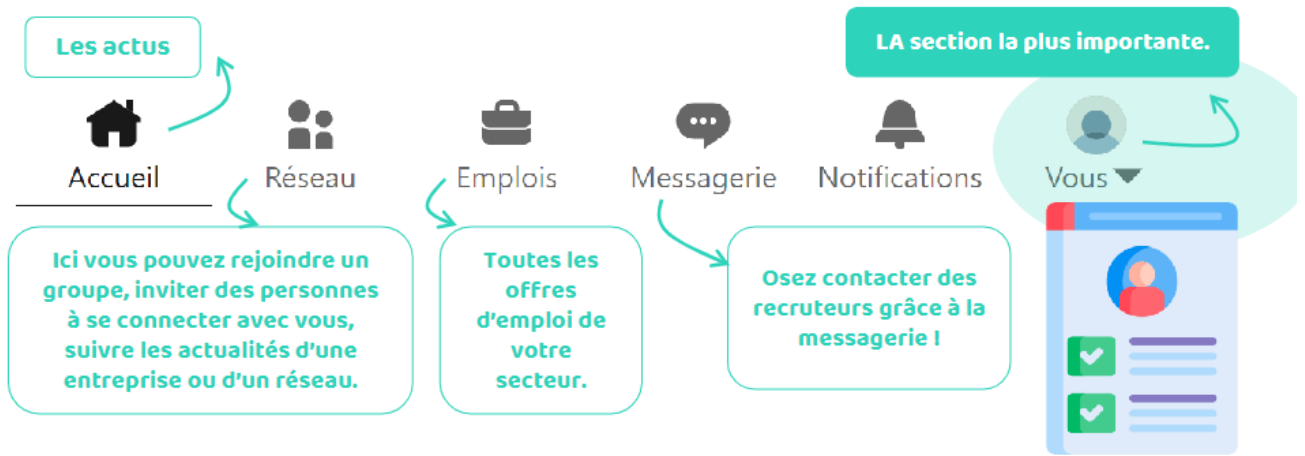 Les actus
LA section la plus importante.
Accueil
Réseau
Emplois
Messagerie
Notifications
Vous
Ici vous pouvez rejoindre un
groupe, inviter des personnes
à se connecter avec vous,
suivre les actualités d'une
entreprise ou d'un réseau.
Toutes les
offres
d'emploi de
votre
secteur.
Osez contacter des
recruteurs grâce à la
messagerie !